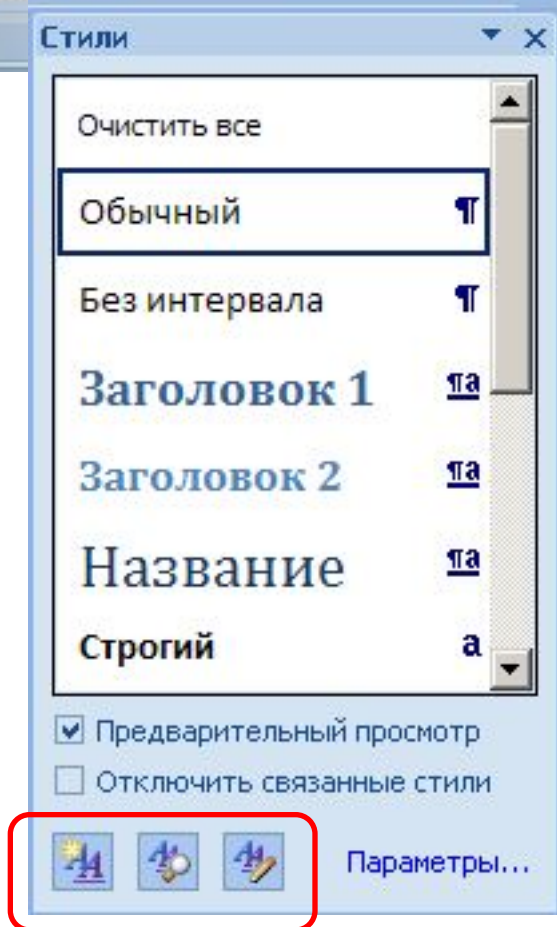 Стили
Очистить все
Обычный ¶
Без интервала ¶
Заголовок 1 ¶a
Заголовок 2 ¶a
Название ¶a
Строгий a
Предварительный просмотр
Отключить связанные стили
Параметры...